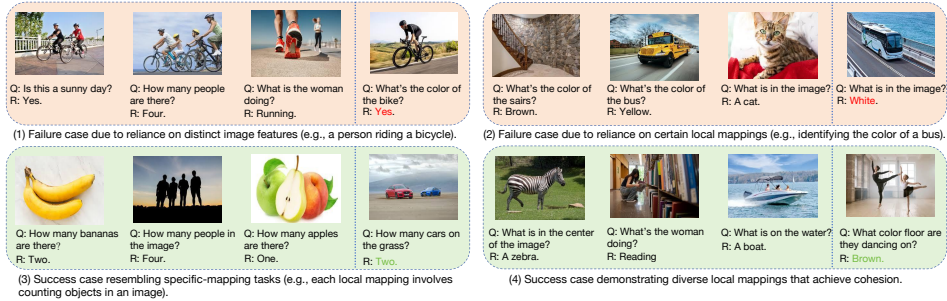 Q: Is this a sunny day?
R: Yes.
Q: How many people
are there?
R: Four.
Q: What is the woman
doing?
R: Running.
Q: What's the color of
the bike?
R: Yes.
(1) Failure case due to reliance on distinct image features (e.g., a person riding a bicycle).
Q: What's the color of
the sairs?
R: Brown.
Q: What's the color of
the bus?
R: Yellow.
Q: What is in the image?
R: A cat.
Q: What is in the image?
R: White.
(2) Failure case due to reliance on certain local mappings (e.g., identifying the color of a bus).
Q: How many bananas
are there?
R: Two.
Q: How many people in
the image?
R: Four.
Q: How many apples
are there?
R: One.
Q: How many cars on
the grass?
R: Two.
(3) Success case resembling specific-mapping tasks (e.g., each local mapping involves
counting objects in an image).
Q: What is in the center
of the image?
R: A zebra.
Q: What's the woman
doing?
R: Reading
Q: What is on the water?
R: A boat.
Q: What color floor are
they dancing on?
R: Brown.
(4) Success case demonstrating diverse local mappings that achieve cohesion.